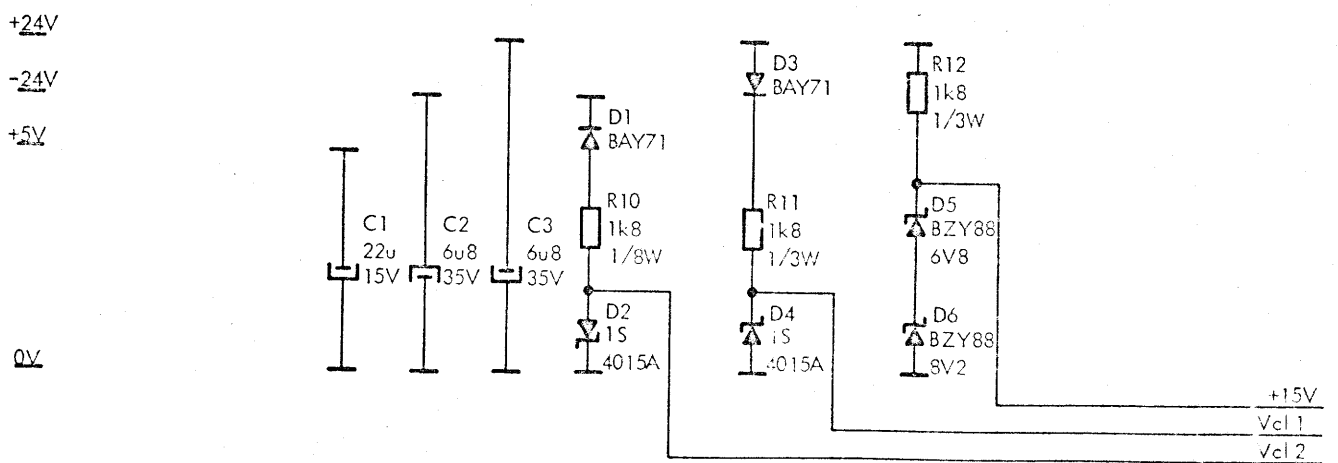 +24V
-24V
+5V
0V
C1
22u
15V
C2
6u8
35V
C3
6u8
35V
D1
BAY71
R10
1k8
1/8W
D2
1S
4015A
D3
BAY71
R11
1k8
1/3W
D4
1S
4015A
R12
1k8
1/3W
D5
BZY88
6V8
D6
BZY88
8V2
+15V
Vcl 1
Vcl 2